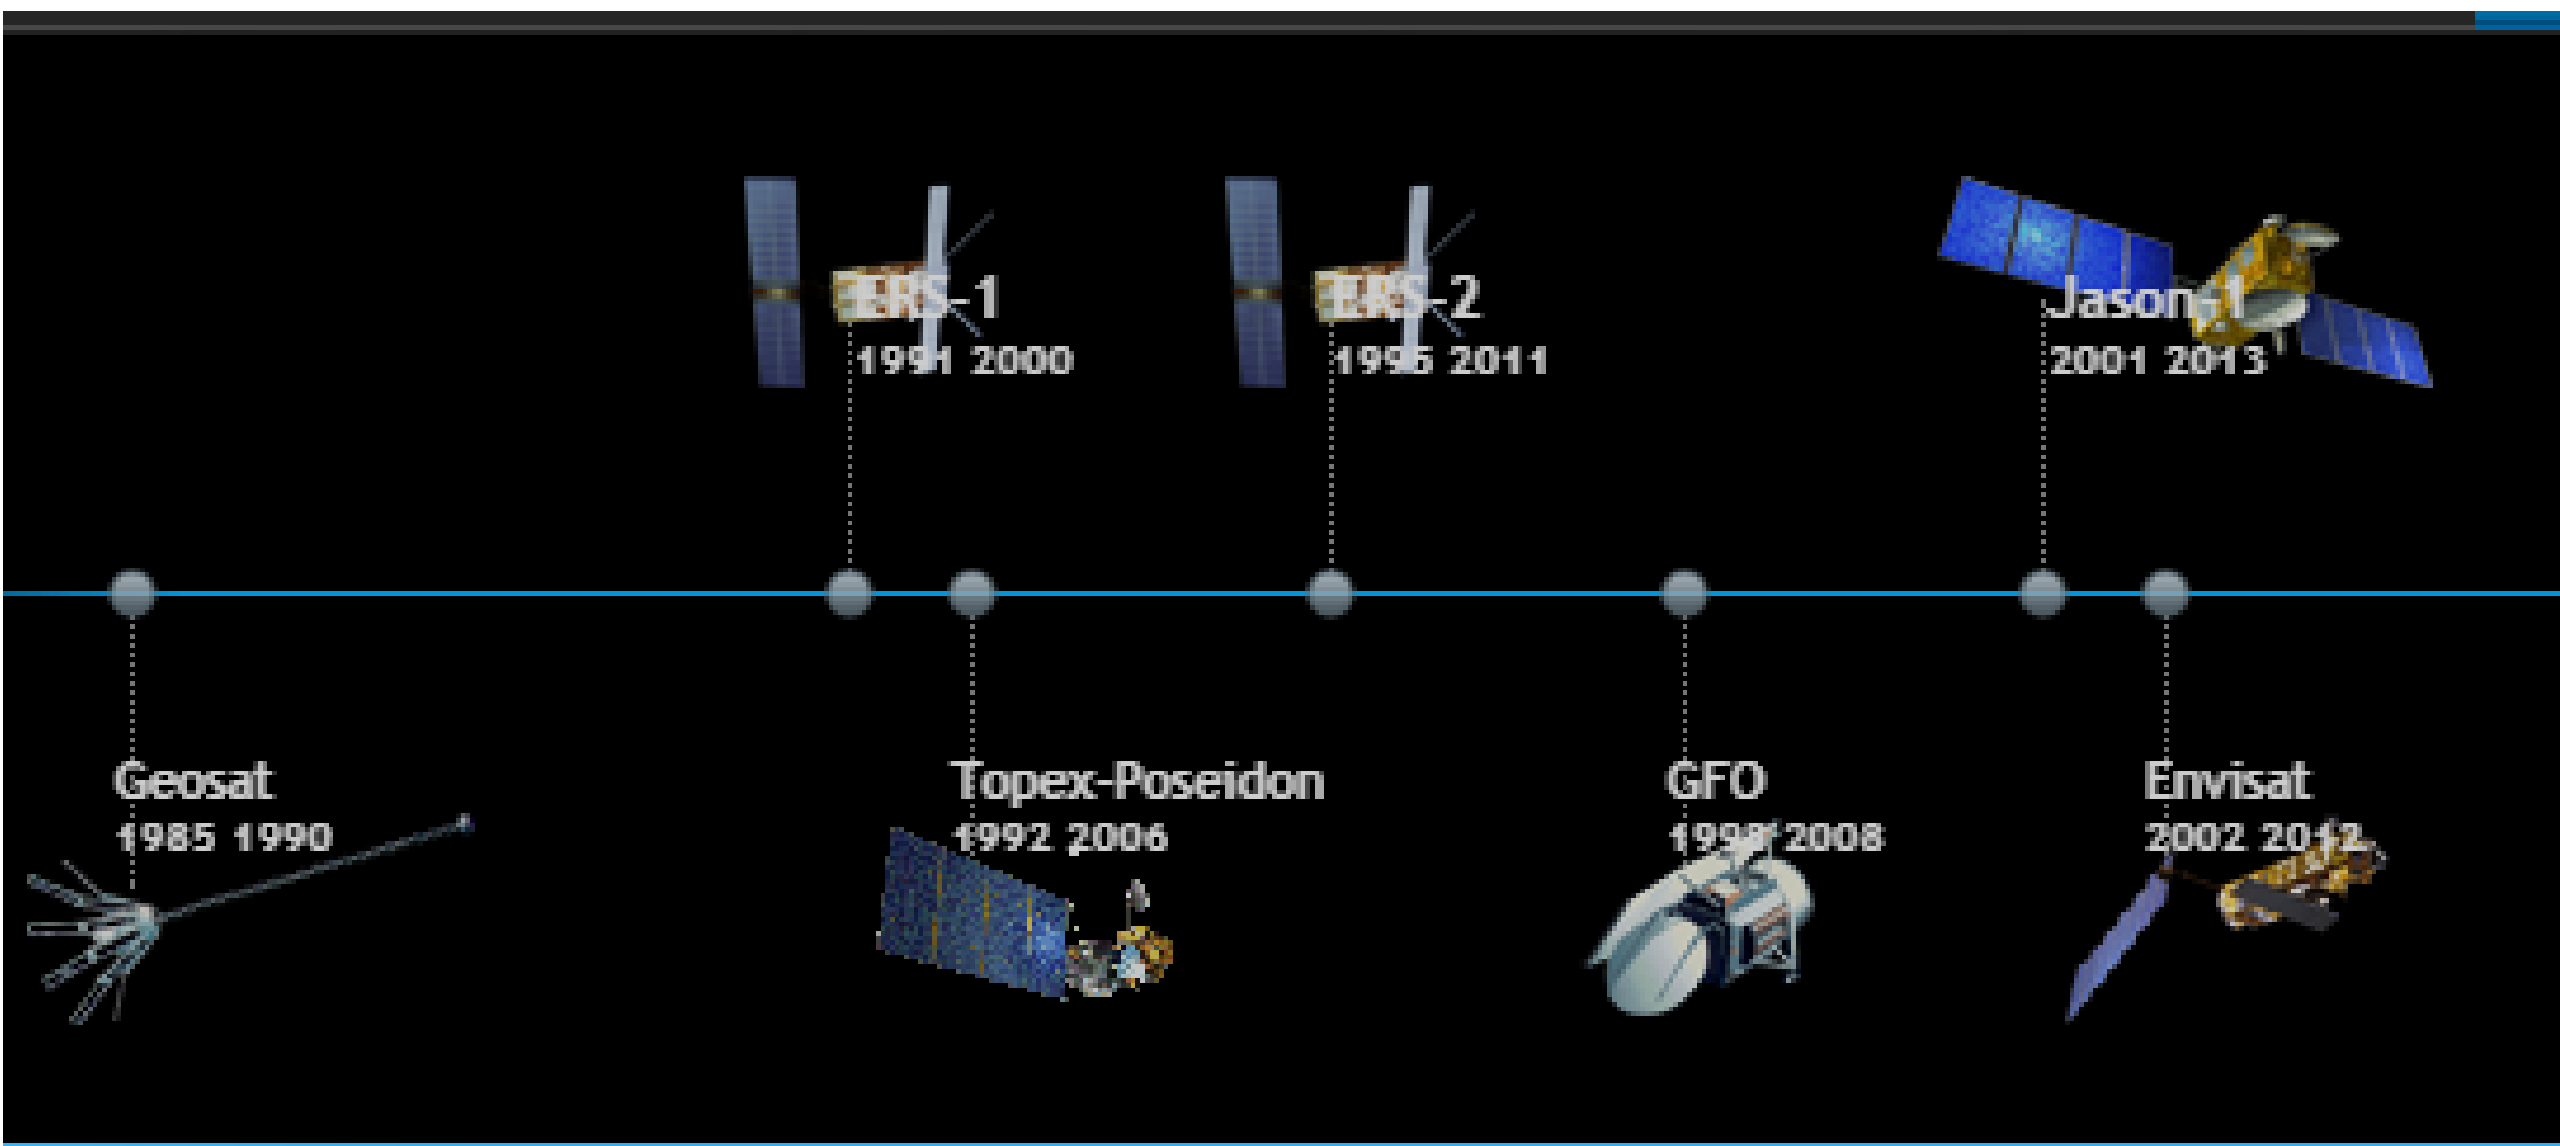 ERS-1
1991 2000
ERS-2
1995 2011
Jason-1
2001 2013
Geosat
1985 1990
Topex-Poseidon
1992 2006
GFO
1998 2008
Envisat
2002 2012